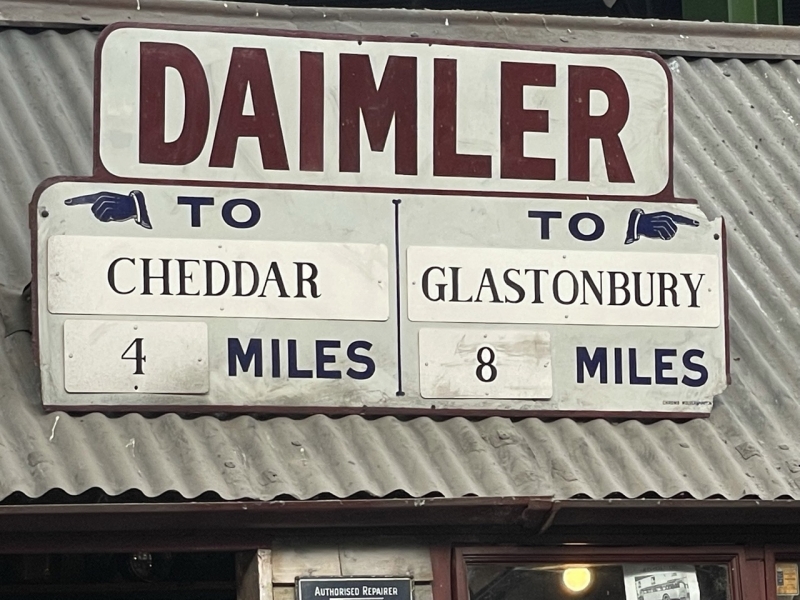 DAIMLER
TO
CHEDDAR
4 MILES
TO
GLASTONBURY
8 MILES
AUTHORISED REPAIRER